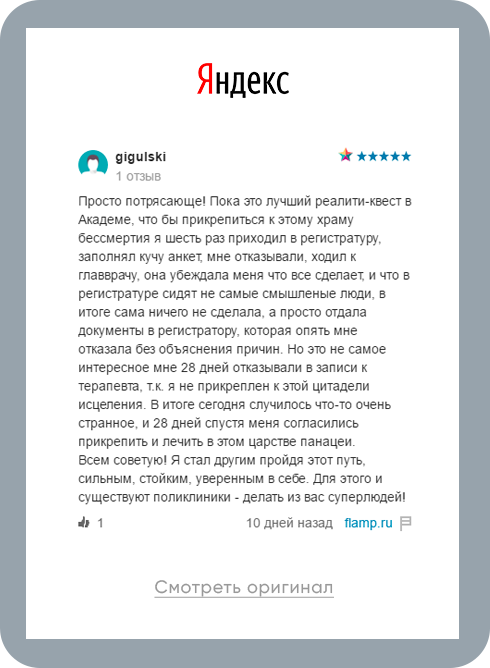 Яндекс
gigulski
1 отзыв
Просто потрясающе! Пока это лучший реалити-квест в
Академе, что бы прикрепиться к этому храму
бессмертия я шесть раз приходил в регистратуру,
заполнял кучу анкет, мне отказывали, ходил к
главврачу, она убеждала меня что все сделает, и что в
регистратуре сидят не самые смышленые люди, в
итоге сама ничего не сделала, а просто отдала
документы в регистратору, которая опять мне
отказала без объяснения причин. Но это не самое
интересное мне 28 дней отказывали в записи к
терапевта, т.к. я не прикреплен к этой цитадели
исцеления. В итоге сегодня случилось что-то очень
странное, и 28 дней спустя меня согласились
прикрепить и лечить в этом царстве панацеи.
Всем советую! Я стал другим пройдя этот путь,
сильным, стойким, уверенным в себе. Для этого и
существуют поликлиники - делать из вас суперлюдей!
1 10 дней назад flamp.ru
Смотреть оригинал